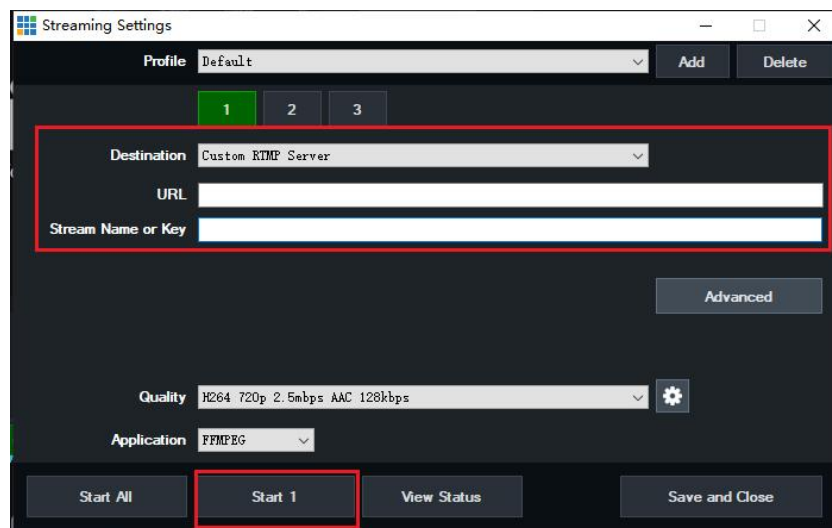 Streaming Settings
Profile Default Add Delete
1 2 3
Destination Custom RTMP Server
URL
Stream Name or Key
Advanced
Quality H264 720p 2.5mbps AAC 128kbps
Application FFMPEG
Start All Start 1 View Status Save and Close